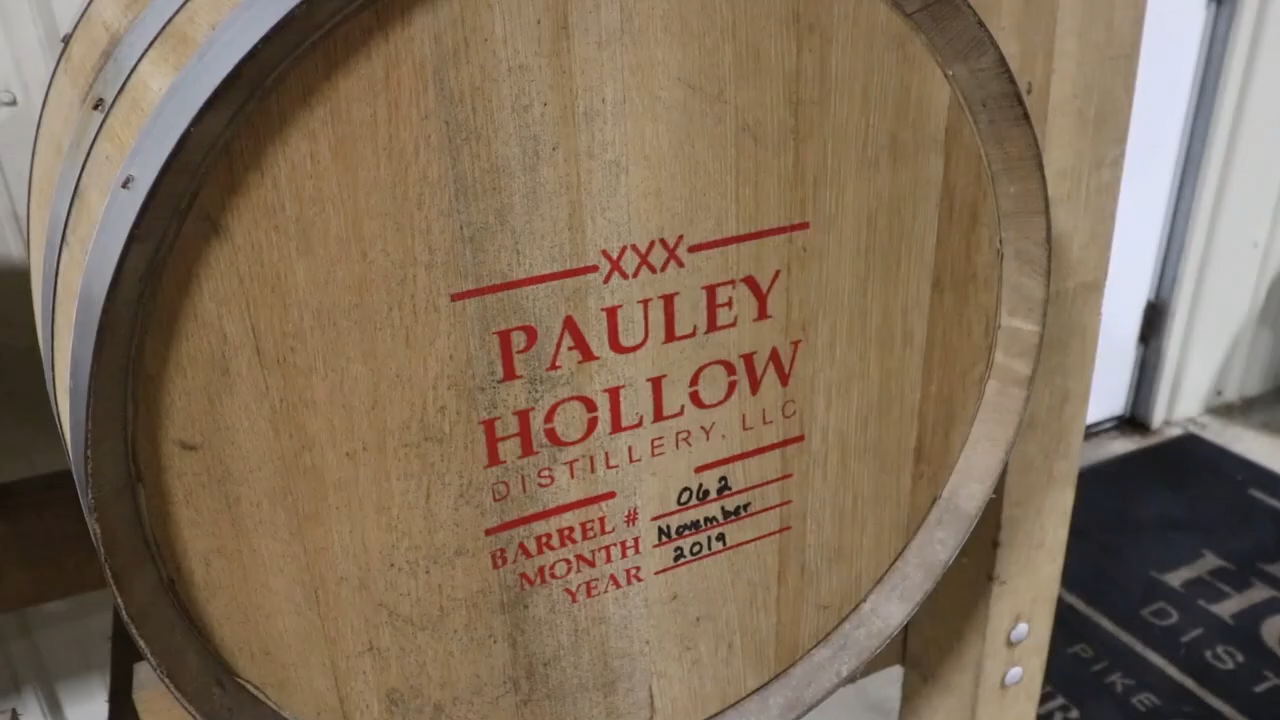 XXX
PAULEY
HOLLOW
DISTILLERY, LLC
BARREL # 062
MONTH November
YEAR 2019
DIST
PIKE